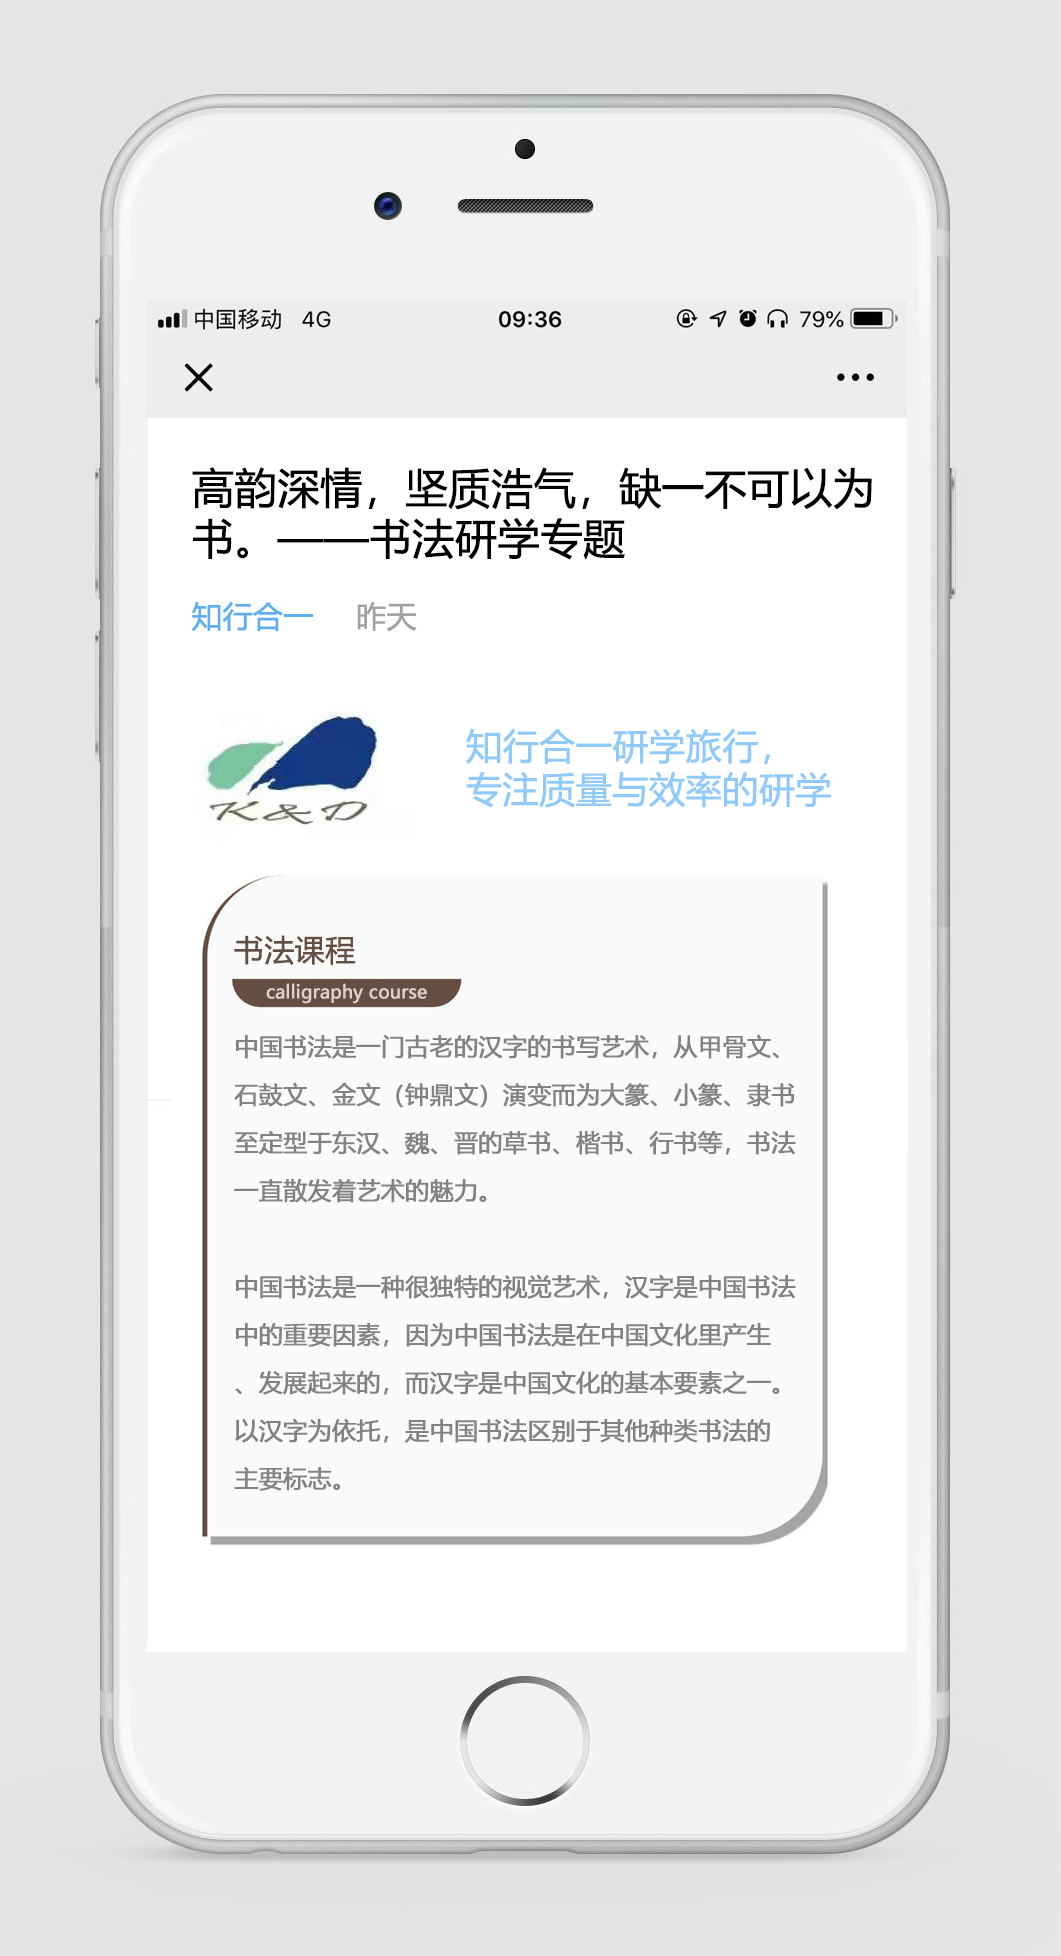 中国移动 4G 09:36 79%
高韵深情，坚质浩气，缺一不可以为
书。——书法研学专题
知行合一 昨天
知行合一研学旅行，
专注质量与效率的研学
K&D
书法课程
calligraphy course
中国书法是一门古老的汉字的书写艺术，从甲骨文、
石鼓文、金文（钟鼎文）演变而为大篆、小篆、隶书
至定型于东汉、魏、晋的草书、楷书、行书等，书法
一直散发着艺术的魅力。
中国书法是一种很独特的视觉艺术，汉字是中国书法
中的重要因素，因为中国书法是在中国文化里产生
、发展起来的，而汉字是中国文化的基本要素之一。
以汉字为依托，是中国书法区别于其他种类书法的
主要标志。